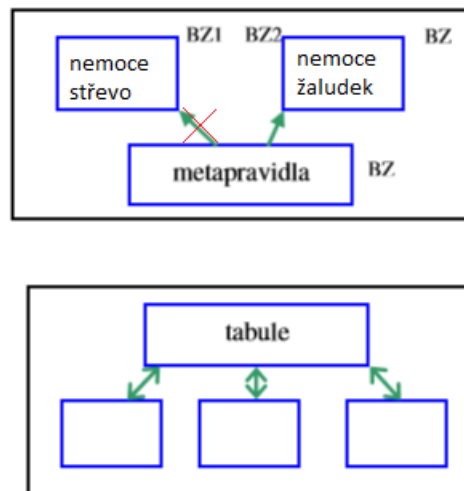 BZ1 BZ2 BZ
nemoce
střevo
nemoce
žaludek
metapravidla BZ
tabule